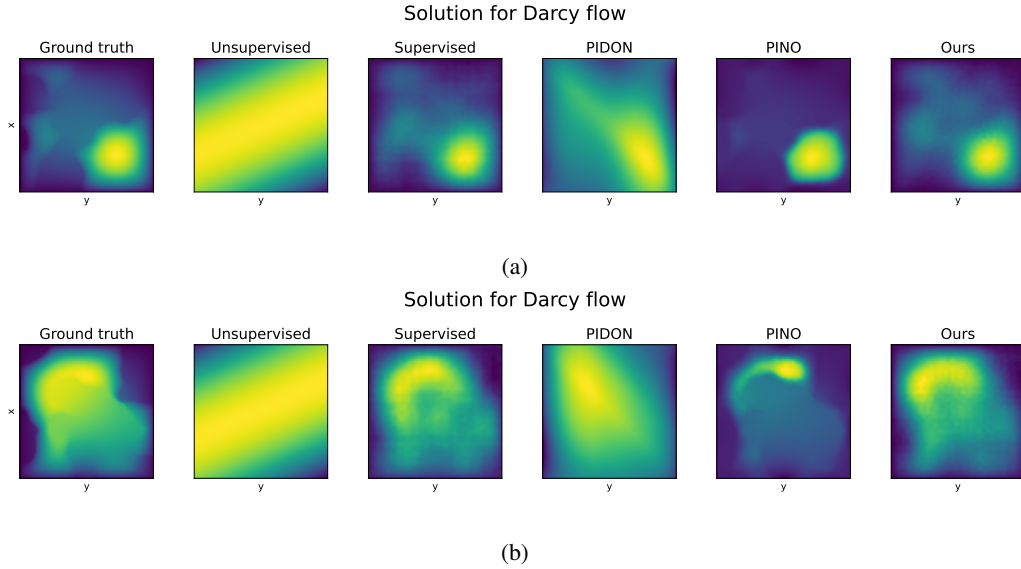 Solution for Darcy flow
Ground truth Unsupervised Supervised PIDON PINO Ours
x
y y y y y y
(a)
Solution for Darcy flow
Ground truth Unsupervised Supervised PIDON PINO Ours
x
y y y y y y
(b)